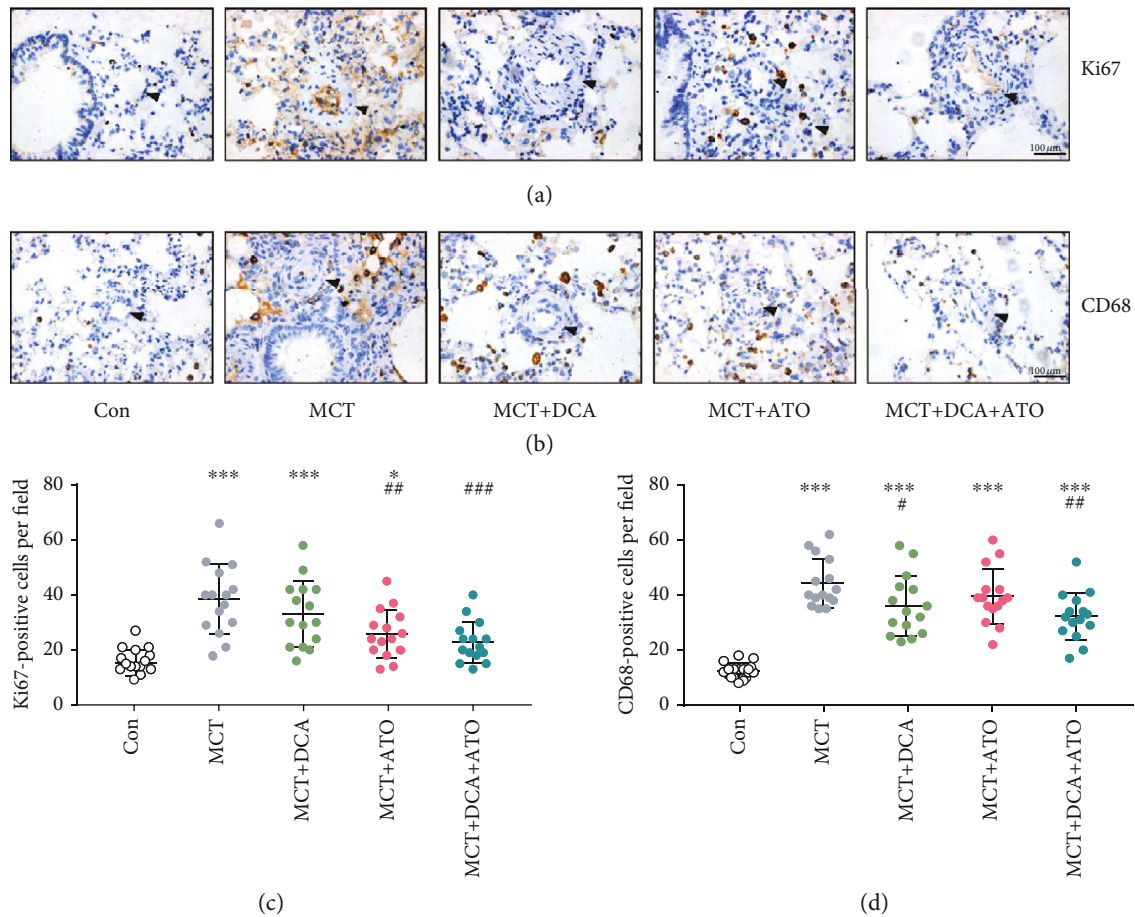 Ki67
100 μm
(a)
CD68
100 μm
Con MCT MCT+DCA MCT+ATO MCT+DCA+ATO
(b)
Ki67-positive cells per field
80
60
40
20
0
*** *** * ##  ###
Con
MCT
MCT+DCA
MCT+ATO
MCT+DCA+ATO
(c)
CD68-positive cells per field
80
60
40
20
0
*** *** # *** *** ##
Con
MCT
MCT+DCA
MCT+ATO
MCT+DCA+ATO
(d)